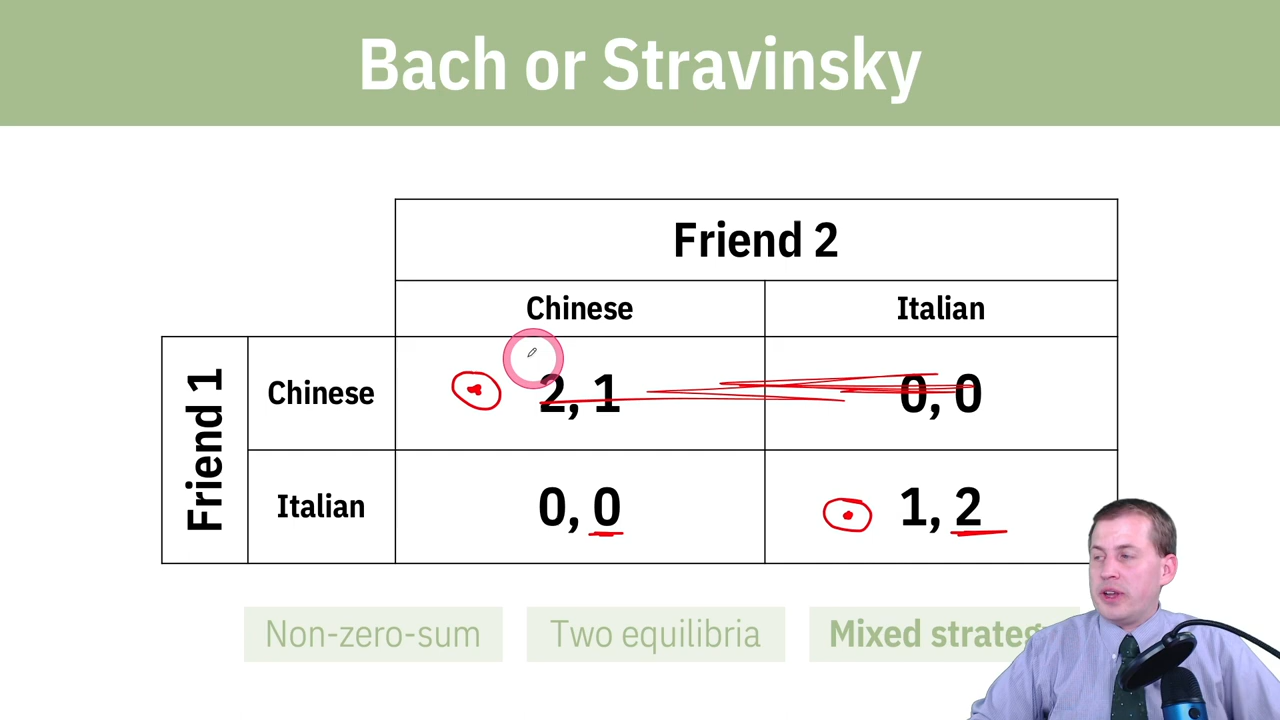 Bach or Stravinsky
Friend 2
Chinese Italian
Friend 1
Chinese 2, 1 0, 0
Italian 0, 0 1, 2
Non-zero-sum Two equilibria Mixed